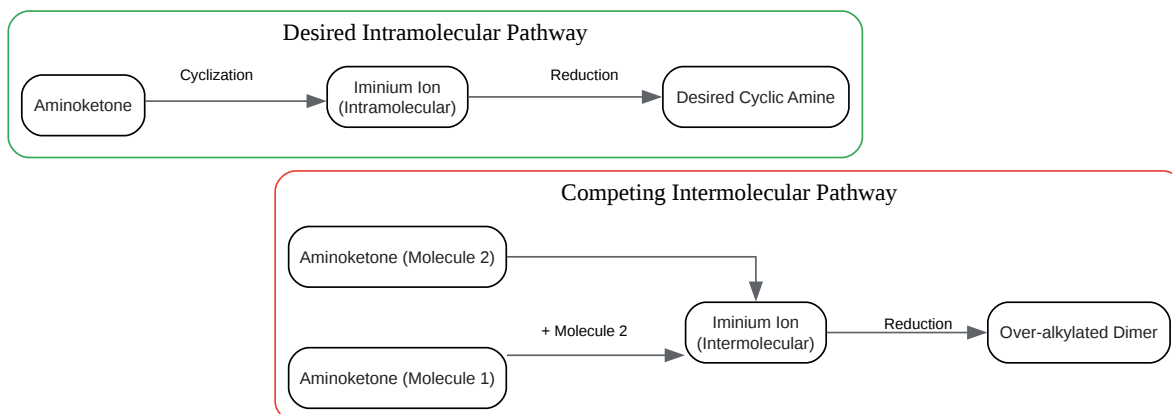 Desired Intramolecular Pathway
Cyclization
Reduction
Aminoketone
Iminium Ion
(Intramolecular)
Desired Cyclic Amine
Competing Intermolecular Pathway
Aminoketone (Molecule 2)
+ Molecule 2
Iminium Ion
(Intermolecular)
Reduction
Over-alkylated Dimer
Aminoketone (Molecule 1)